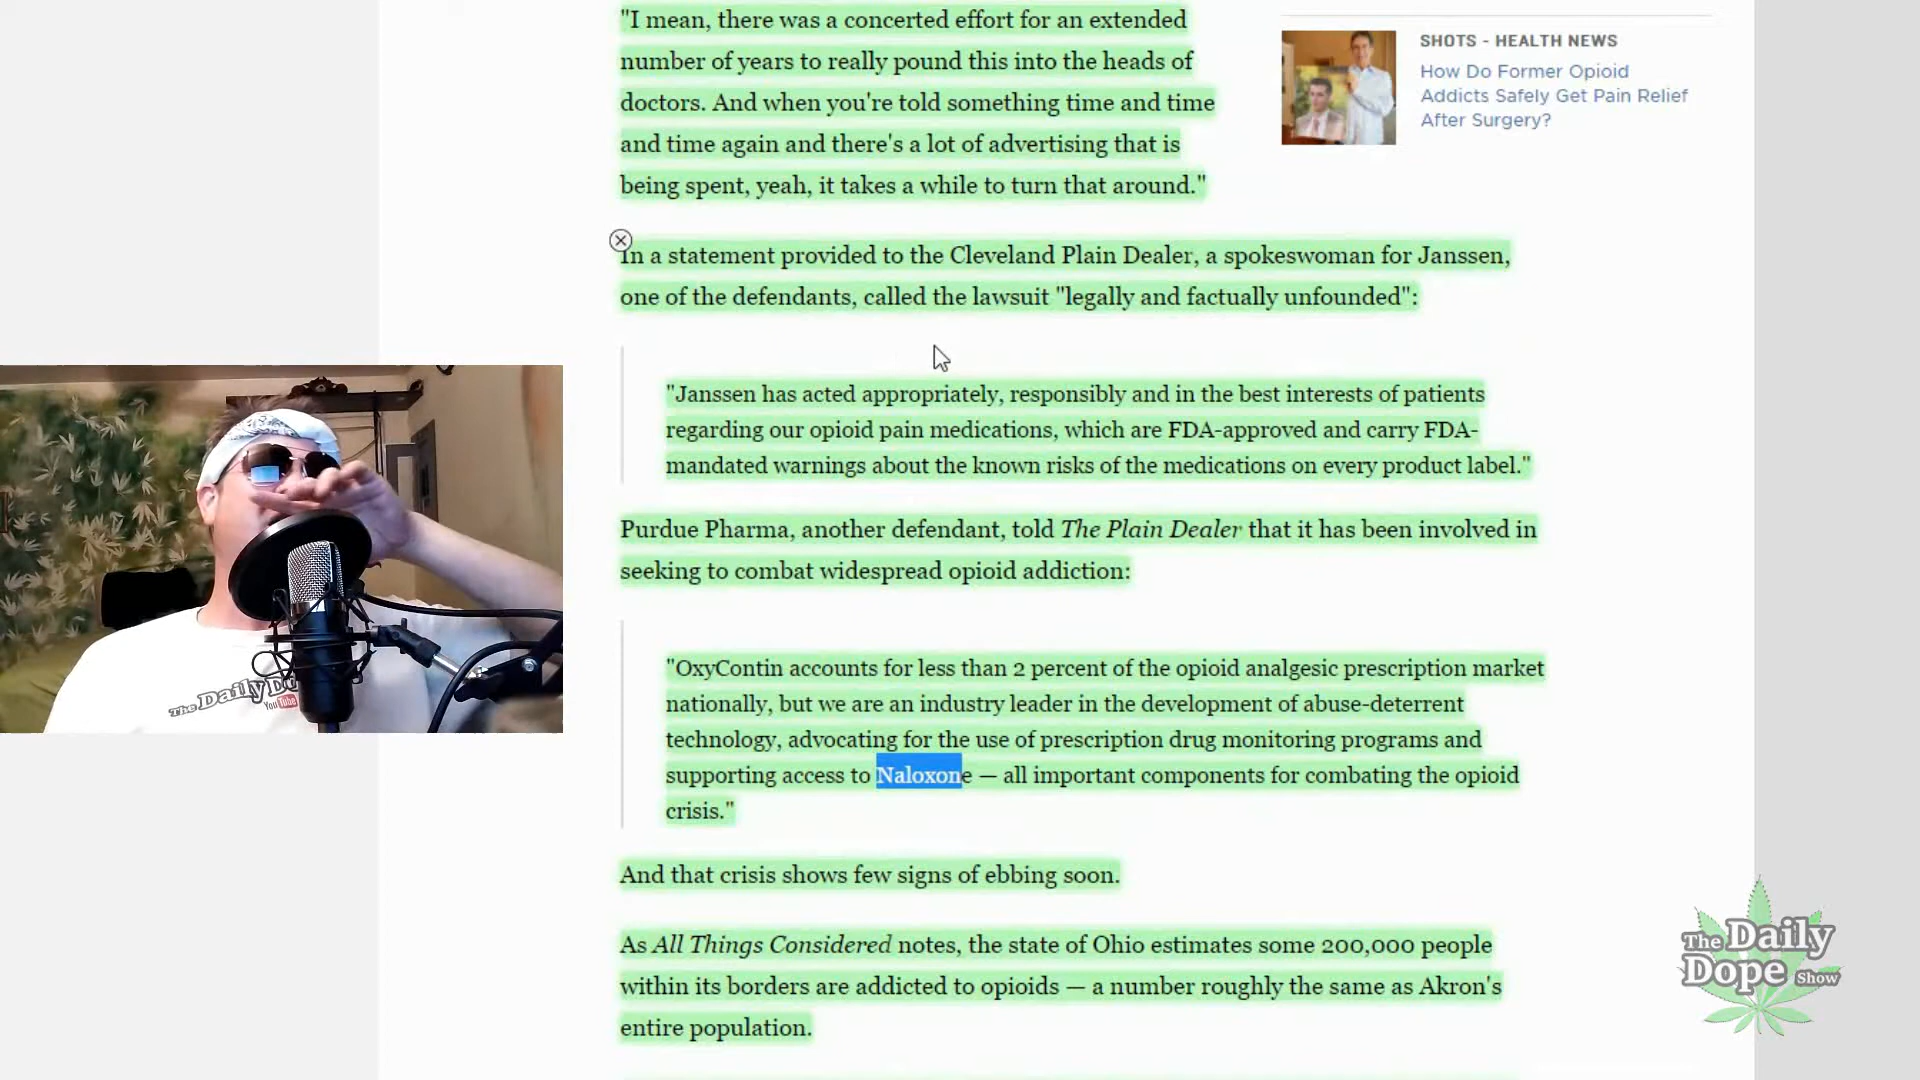 "I mean, there was a concerted effort for an extended
number of years to really pound this into the heads of
doctors. And when you're told something time and time
and time again and there's a lot of advertising that is
being spent, yeah, it takes a while to turn that around."
SHOTS - HEALTH NEWS
How Do Former Opioid
Addicts Safely Get Pain Relief
After Surgery?
In a statement provided to the Cleveland Plain Dealer, a spokeswoman for Janssen,
one of the defendants, called the lawsuit "legally and factually unfounded":
"Janssen has acted appropriately, responsibly and in the best interests of patients
regarding our opioid pain medications, which are FDA-approved and carry FDA-
mandated warnings about the known risks of the medications on every product label."
Purdue Pharma, another defendant, told The Plain Dealer that it has been involved in
seeking to combat widespread opioid addiction:
"OxyContin accounts for less than 2 percent of the opioid analgesic prescription market
nationally, but we are an industry leader in the development of abuse-deterrent
technology, advocating for the use of prescription drug monitoring programs and
supporting access to Naloxone — all important components for combating the opioid
crisis."
And that crisis shows few signs of ebbing soon.
As All Things Considered notes, the state of Ohio estimates some 200,000 people
within its borders are addicted to opioids — a number roughly the same as Akron's
entire population.
The Daily
YouTube
The Daily
Dope Show